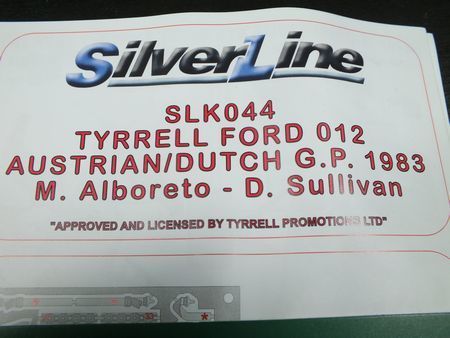 SilverLine
SLK044
TYRRELL FORD 012
AUSTRIAN/DUTCH G.P. 1983
M. Alboreto - D. Sullivan
"APPROVED AND LICENSED BY TYRRELL PROMOTIONS LTD"